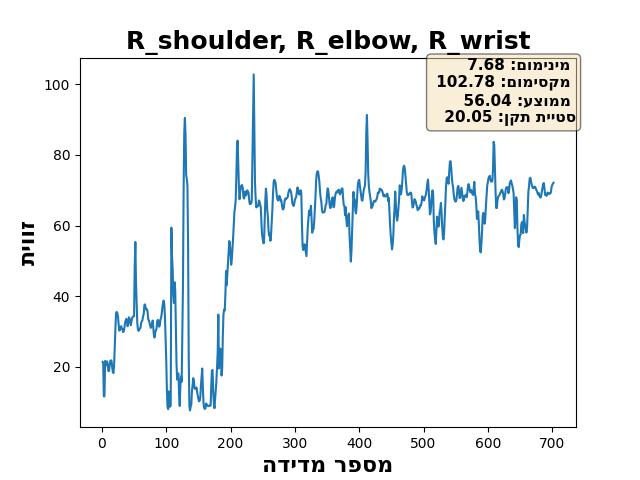 R_shoulder, R_elbow, R_wrist
מינימום: 7.68
מקסימום: 102.78
ממוצע: 56.04
סטיית תקן: 20.05
זווית
100
80
60
40
20
0 100 200 300 400 500 600 700
מספר מדידה